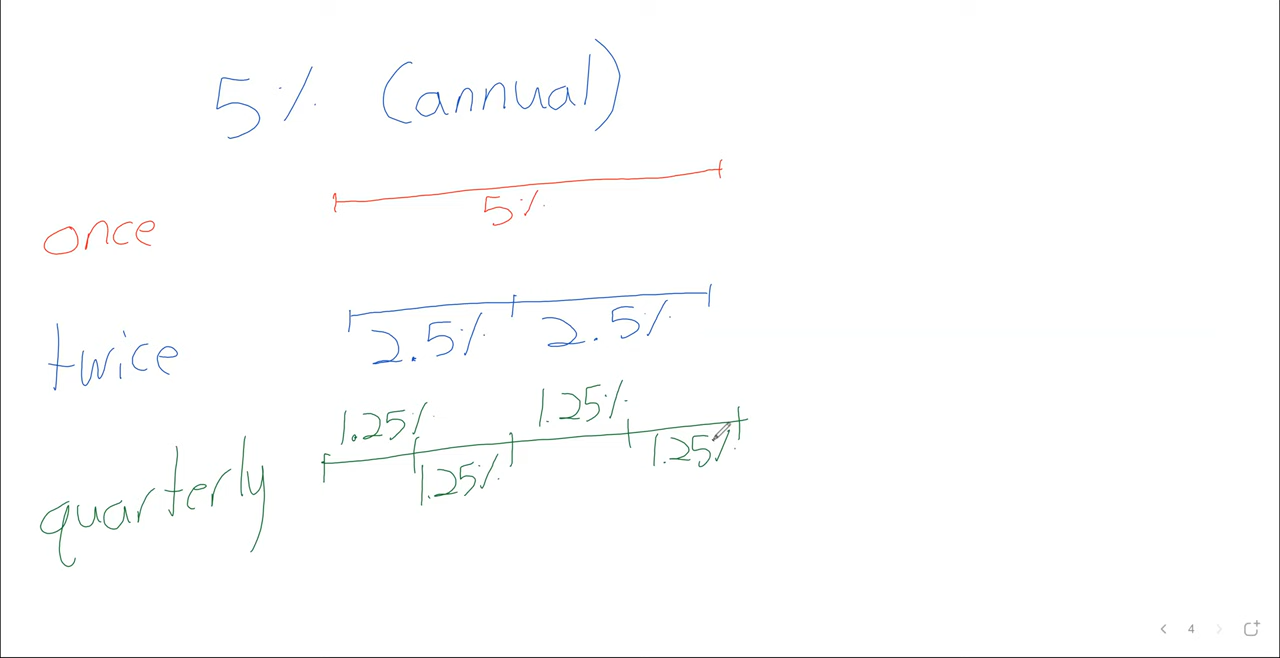 5% (annual)
once
5%
twice
2.5% 2.5%
quarterly
1.25% 1.25%
1.25% 1.25%
4